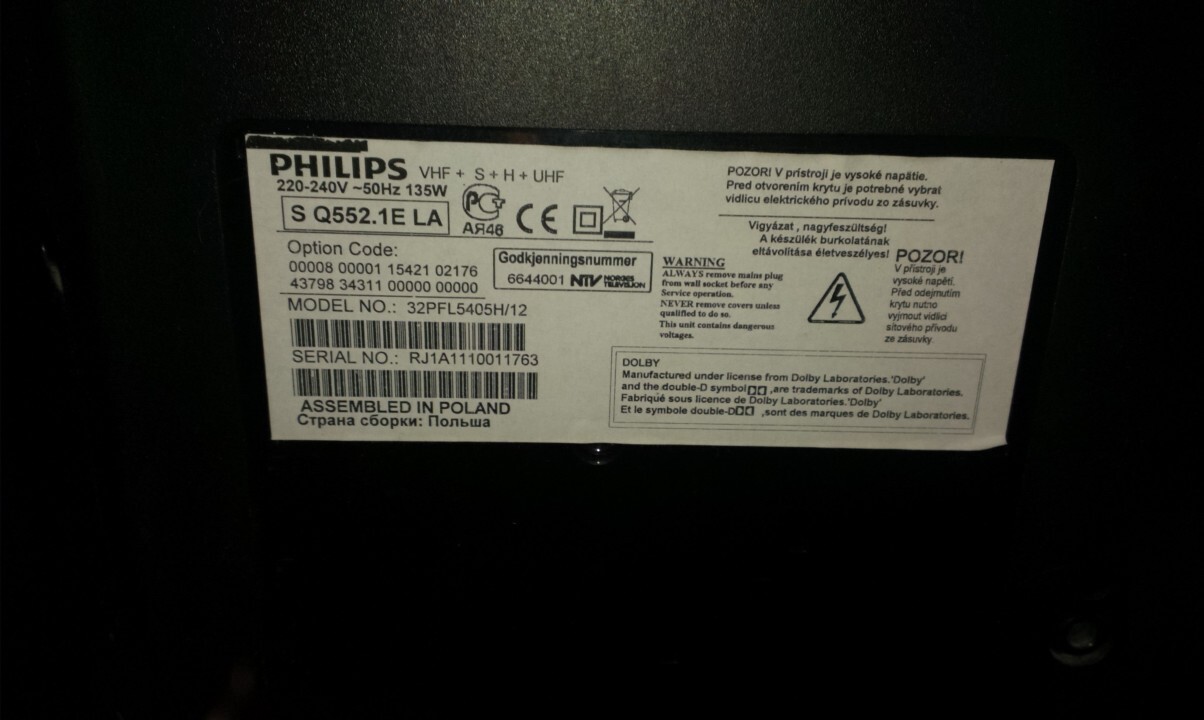 PHILIPS VHF + S + H + UHF
220-240V ~50Hz 135W
S Q552.1E LA
АЯ46
CE
Option Code:
00008 00001 15421 02176
43798 34311 00000 00000
Godkjenningsnummer
6644001 NTV NORGES TELEVISJON
MODEL NO.: 32PFL5405H/12
SERIAL NO.: RJ1A1110011763
ASSEMBLED IN POLAND
Страна сборки: Польша
WARNING
ALWAYS remove mains plug
from wall socket before any
Service operation.
NEVER remove covers unless
qualified to do so.
This unit contains dangerous
voltages.
POZOR! V prístroji je vysoké napätie.
Pred otvorením krytu je potrebné vybrat
vidlicu elektrického prívodu zo zásuvky.
Vigyázat , nagyfeszültség!
A készülék burkolatának
eltávolítása életveszélyes!
POZOR!
V přístroji je
vysoké napětí.
Před odejmutím
krytu nutno
vyjmout vidlici
síťového přívodu
ze zásuvky.
DOLBY
Manufactured under license from Dolby Laboratories.'Dolby'
and the double-D symbol ,are trademarks of Dolby Laboratories.
Fabriqué sous licence de Dolby Laboratories.'Dolby'
Et le symbole double-D ,sont des marques de Dolby Laboratories.